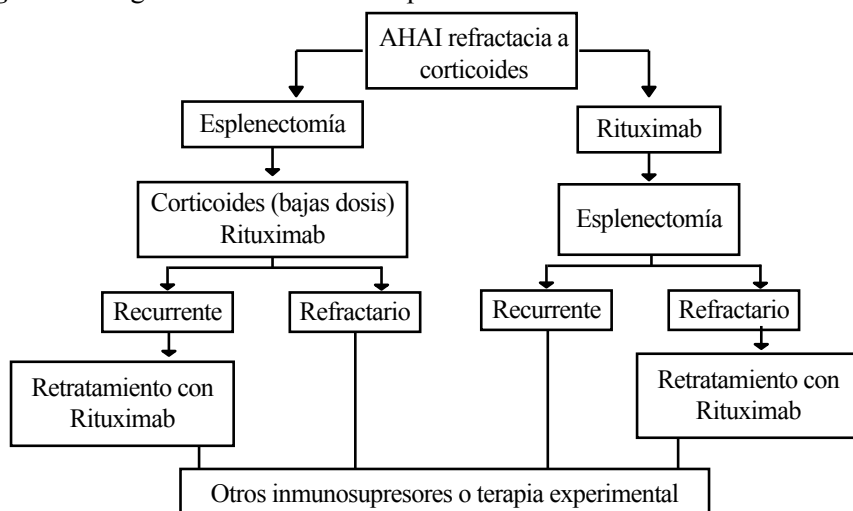 AHAI refractacia a
corticoides
Esplenectomía
Rituximab
Corticoides (bajas dosis)
Rituximab
Esplenectomía
Recurrente
Refractario
Recurrente
Refractario
Retratamiento con
Rituximab
Retratamiento con
Rituximab
Otros inmunosupresores o terapia experimental